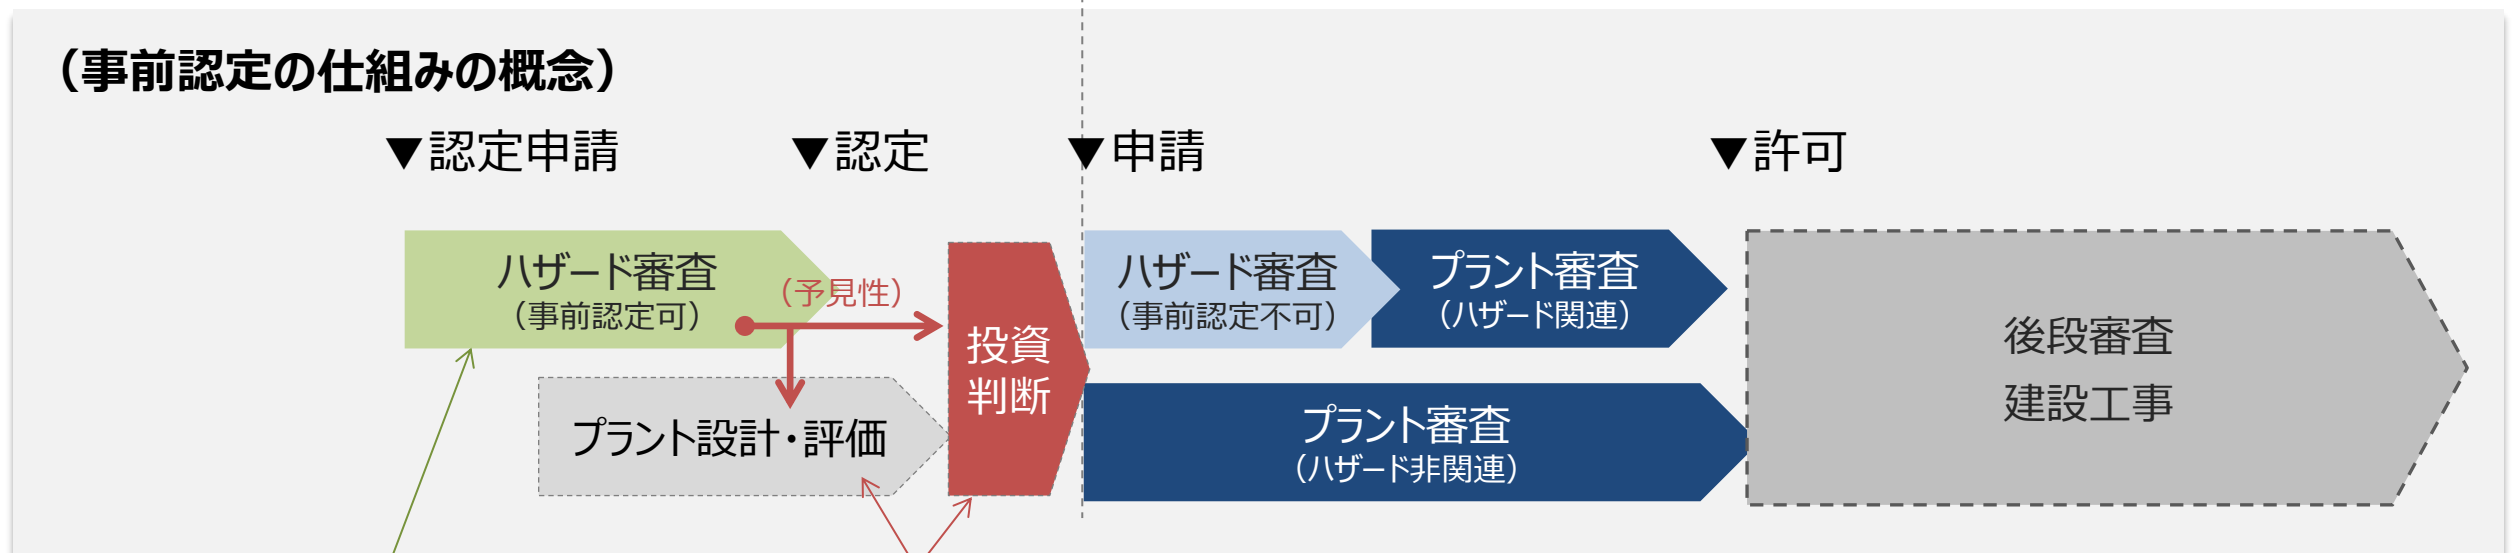 （事前認定の仕組みの概念）
▼認定申請
▼認定
▼申請
▼許可
ハザード審査
（事前認定可）
（予見性）
プラント設計・評価
投資
判断
ハザード審査
（事前認定不可）
プラント審査
（ハザード関連）
プラント審査
（ハザード非関連）
後段審査
建設工事